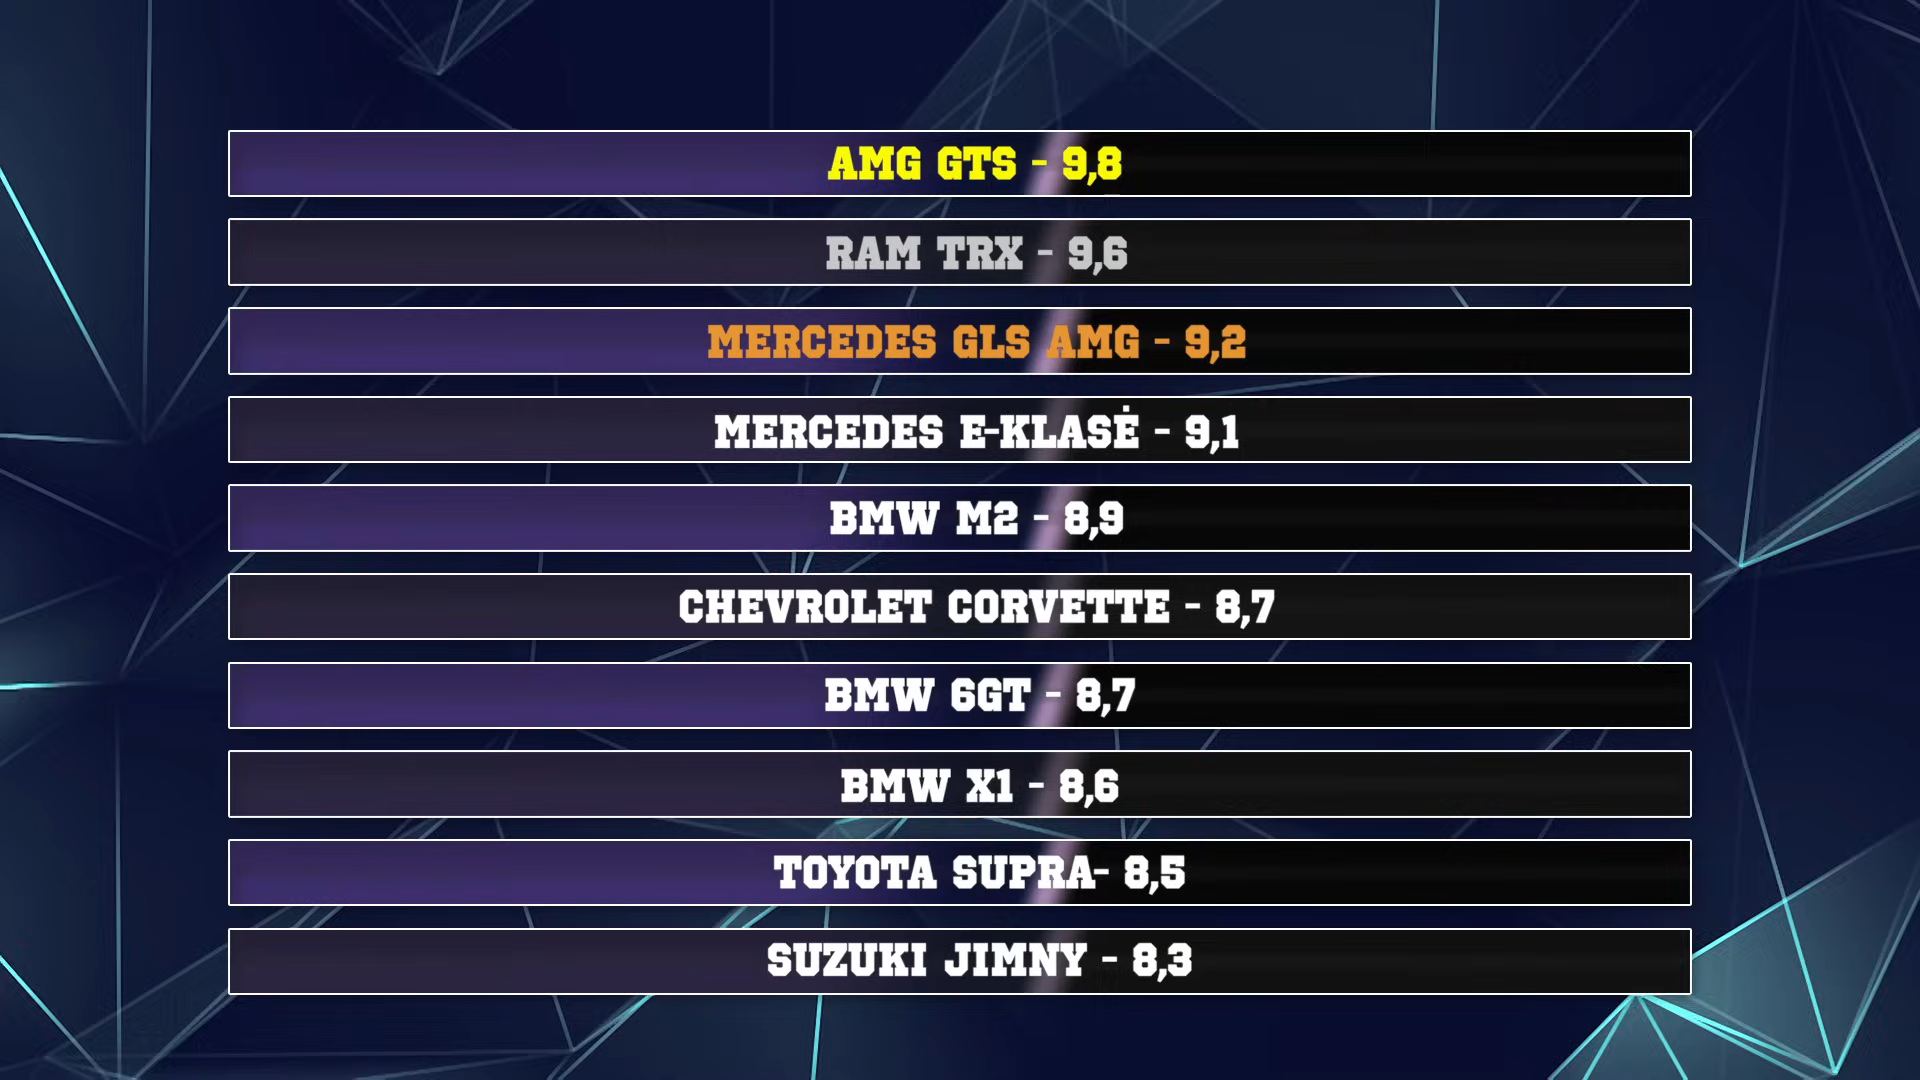 AMG GTS - 9,8
RAM TRX - 9,6
MERCEDES GLS AMG - 9,2
MERCEDES E-KLASĖ - 9,1
BMW M2 - 8,9
CHEVROLET CORVETTE - 8,7
BMW 6GT - 8,7
BMW X1 - 8,6
TOYOTA SUPRA- 8,5
SUZUKI JIMNY - 8,3